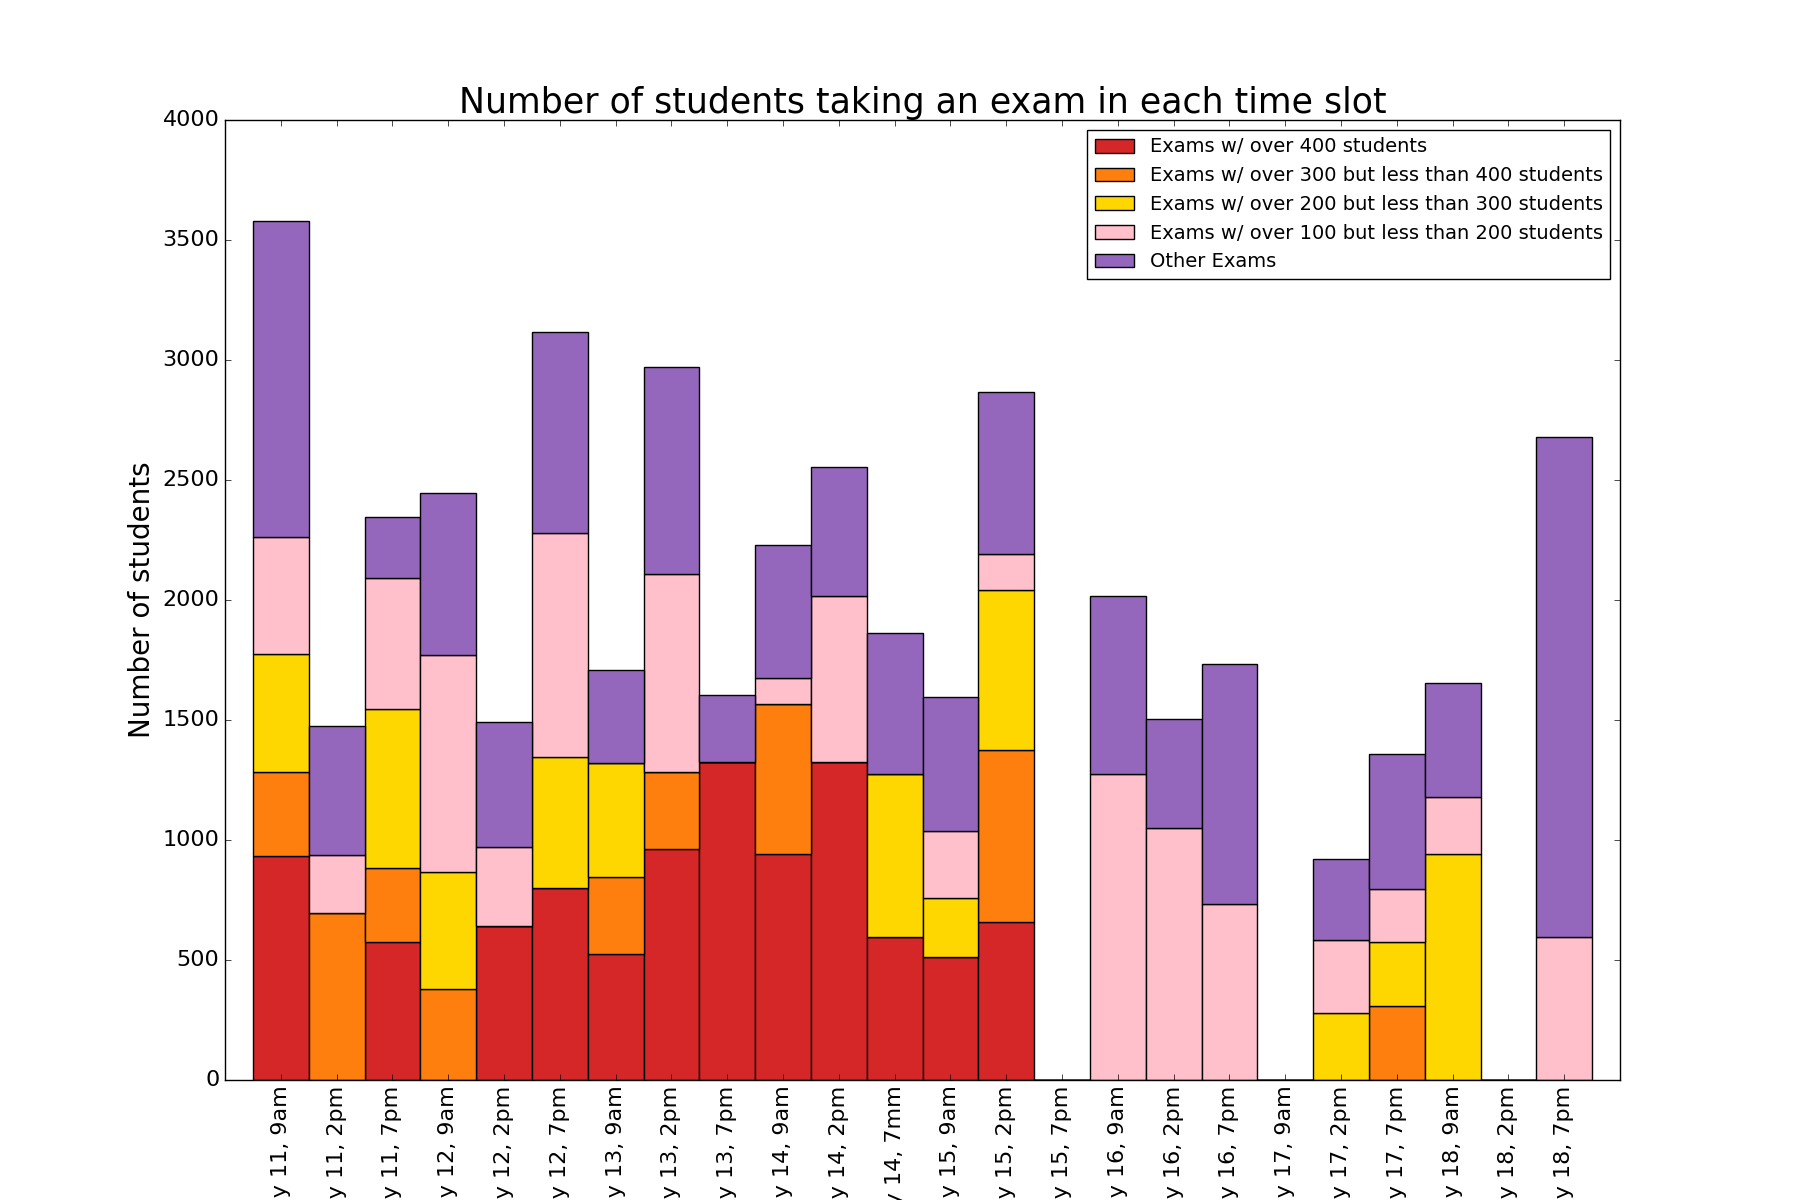 Number of students taking an exam in each time slot
Number of students
4000
3500
3000
2500
2000
1500
1000
500
0
Exams w/ over 400 students
Exams w/ over 300 but less than 400 students
Exams w/ over 200 but less than 300 students
Exams w/ over 100 but less than 200 students
Other Exams
y 11, 9am
y 11, 2pm
y 11, 7pm
y 12, 9am
y 12, 2pm
y 12, 7pm
y 13, 9am
y 13, 2pm
y 13, 7pm
y 14, 9am
y 14, 2pm
y 14, 7mm
y 15, 9am
y 15, 2pm
y 15, 7pm
y 16, 9am
y 16, 2pm
y 16, 7pm
y 17, 9am
y 17, 2pm
y 17, 7pm
y 18, 9am
y 18, 2pm
y 18, 7pm